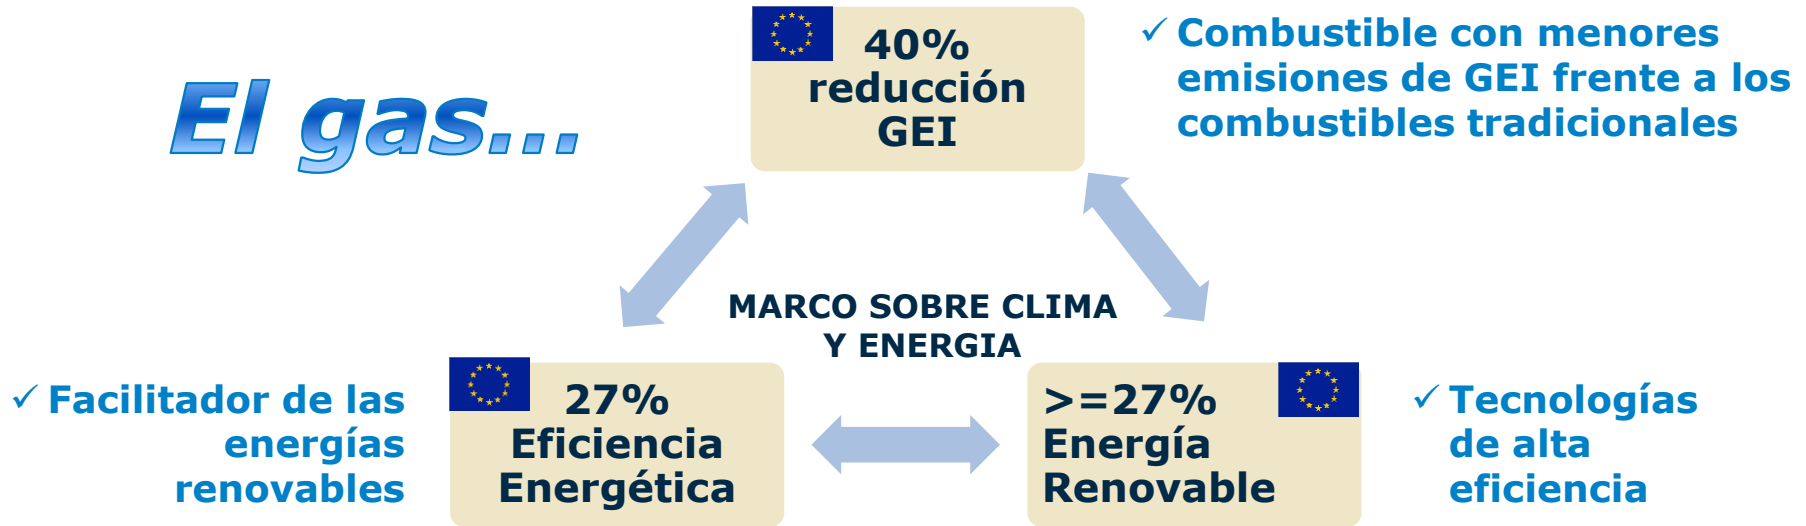 El gas...
40%
reducción
GEI
✓ Combustible con menores
emisiones de GEI frente a los
combustibles tradicionales
MARCO SOBRE CLIMA
Y ENERGIA
✓ Facilitador de las
energías
renovables
27%
Eficiencia
Energética
>=27%
Energía
Renovable
✓ Tecnologías
de alta
eficiencia